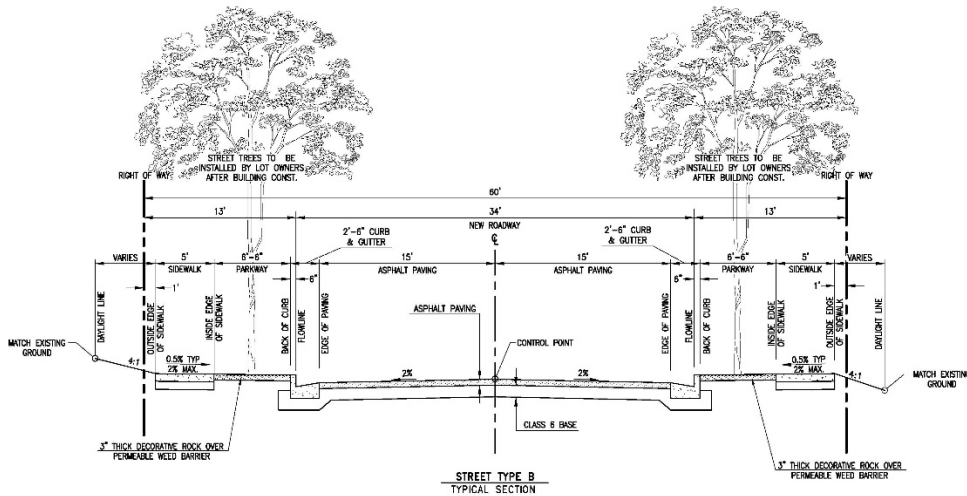 STREET TREES TO BE
INSTALLED BY LOT OWNERS
AFTER BUILDING CONST.
STREET TREES TO BE
INSTALLED BY LOT OWNERS
AFTER BUILDING CONST.
RIGHT OF WAY
RIGHT OF WAY
60'
13'
34'
13'
NEW ROADWAY
2'-6" CURB
& GUTTER
℄
2'-6" CURB
& GUTTER
VARIES
5'
SIDEWALK
6'-6"
PARKWAY
15'
ASPHALT PAVING
15'
ASPHALT PAVING
6'-6"
PARKWAY
5'
SIDEWALK
VARIES
1'
6"
6"
1'
DAYLIGHT LINE
OUTSIDE EDGE
OF SIDEWALK
INSIDE EDGE
OF SIDEWALK
BACK OF CURB
FLOWLINE
EDGE OF PAVING
ASPHALT PAVING
CONTROL POINT
EDGE OF PAVING
FLOWLINE
BACK OF CURB
INSIDE EDGE
OF SIDEWALK
OUTSIDE EDGE
OF SIDEWALK
DAYLIGHT LINE
MATCH EXISTING
GROUND
4:1
0.5% TYP
2% MAX.
2%
2%
0.5% TYP
2% MAX.
4:1
MATCH EXISTING
GROUND
CLASS 6 BASE
3" THICK DECORATIVE ROCK OVER
PERMEABLE WEED BARRIER
3" THICK DECORATIVE ROCK OVER
PERMEABLE WEED BARRIER
STREET TYPE B
TYPICAL SECTION